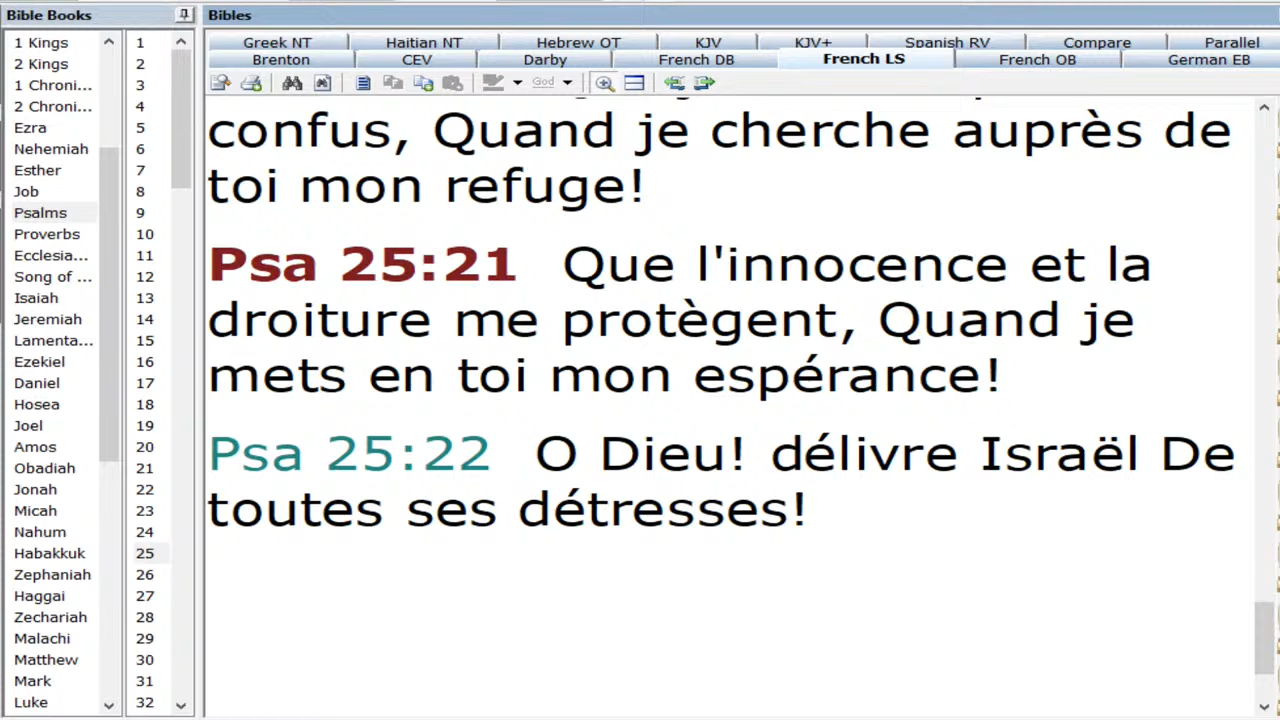 Bible Books
Bibles
Greek NT Haitian NT Hebrew OT KJV KJV+ Spanish RV Compare Parallel
Brenton CEV Darby French DB French LS French OB German EB
God
confus, Quand je cherche auprès de
toi mon refuge!
Psa 25:21 Que l'innocence et la
droiture me protègent, Quand je
mets en toi mon espérance!
Psa 25:22 O Dieu! délivre Israël De
toutes ses détresses!
1 Kings
2 Kings
1 Chroni...
2 Chroni...
Ezra
Nehemiah
Esther
Job
Psalms
Proverbs
Ecclesia...
Song of ...
Isaiah
Jeremiah
Lamenta...
Ezekiel
Daniel
Hosea
Joel
Amos
Obadiah
Jonah
Micah
Nahum
Habakkuk
Zephaniah
Haggai
Zechariah
Malachi
Matthew
Mark
Luke
1
2
3
4
5
6
7
8
9
10
11
12
13
14
15
16
17
18
19
20
21
22
23
24
25
26
27
28
29
30
31
32